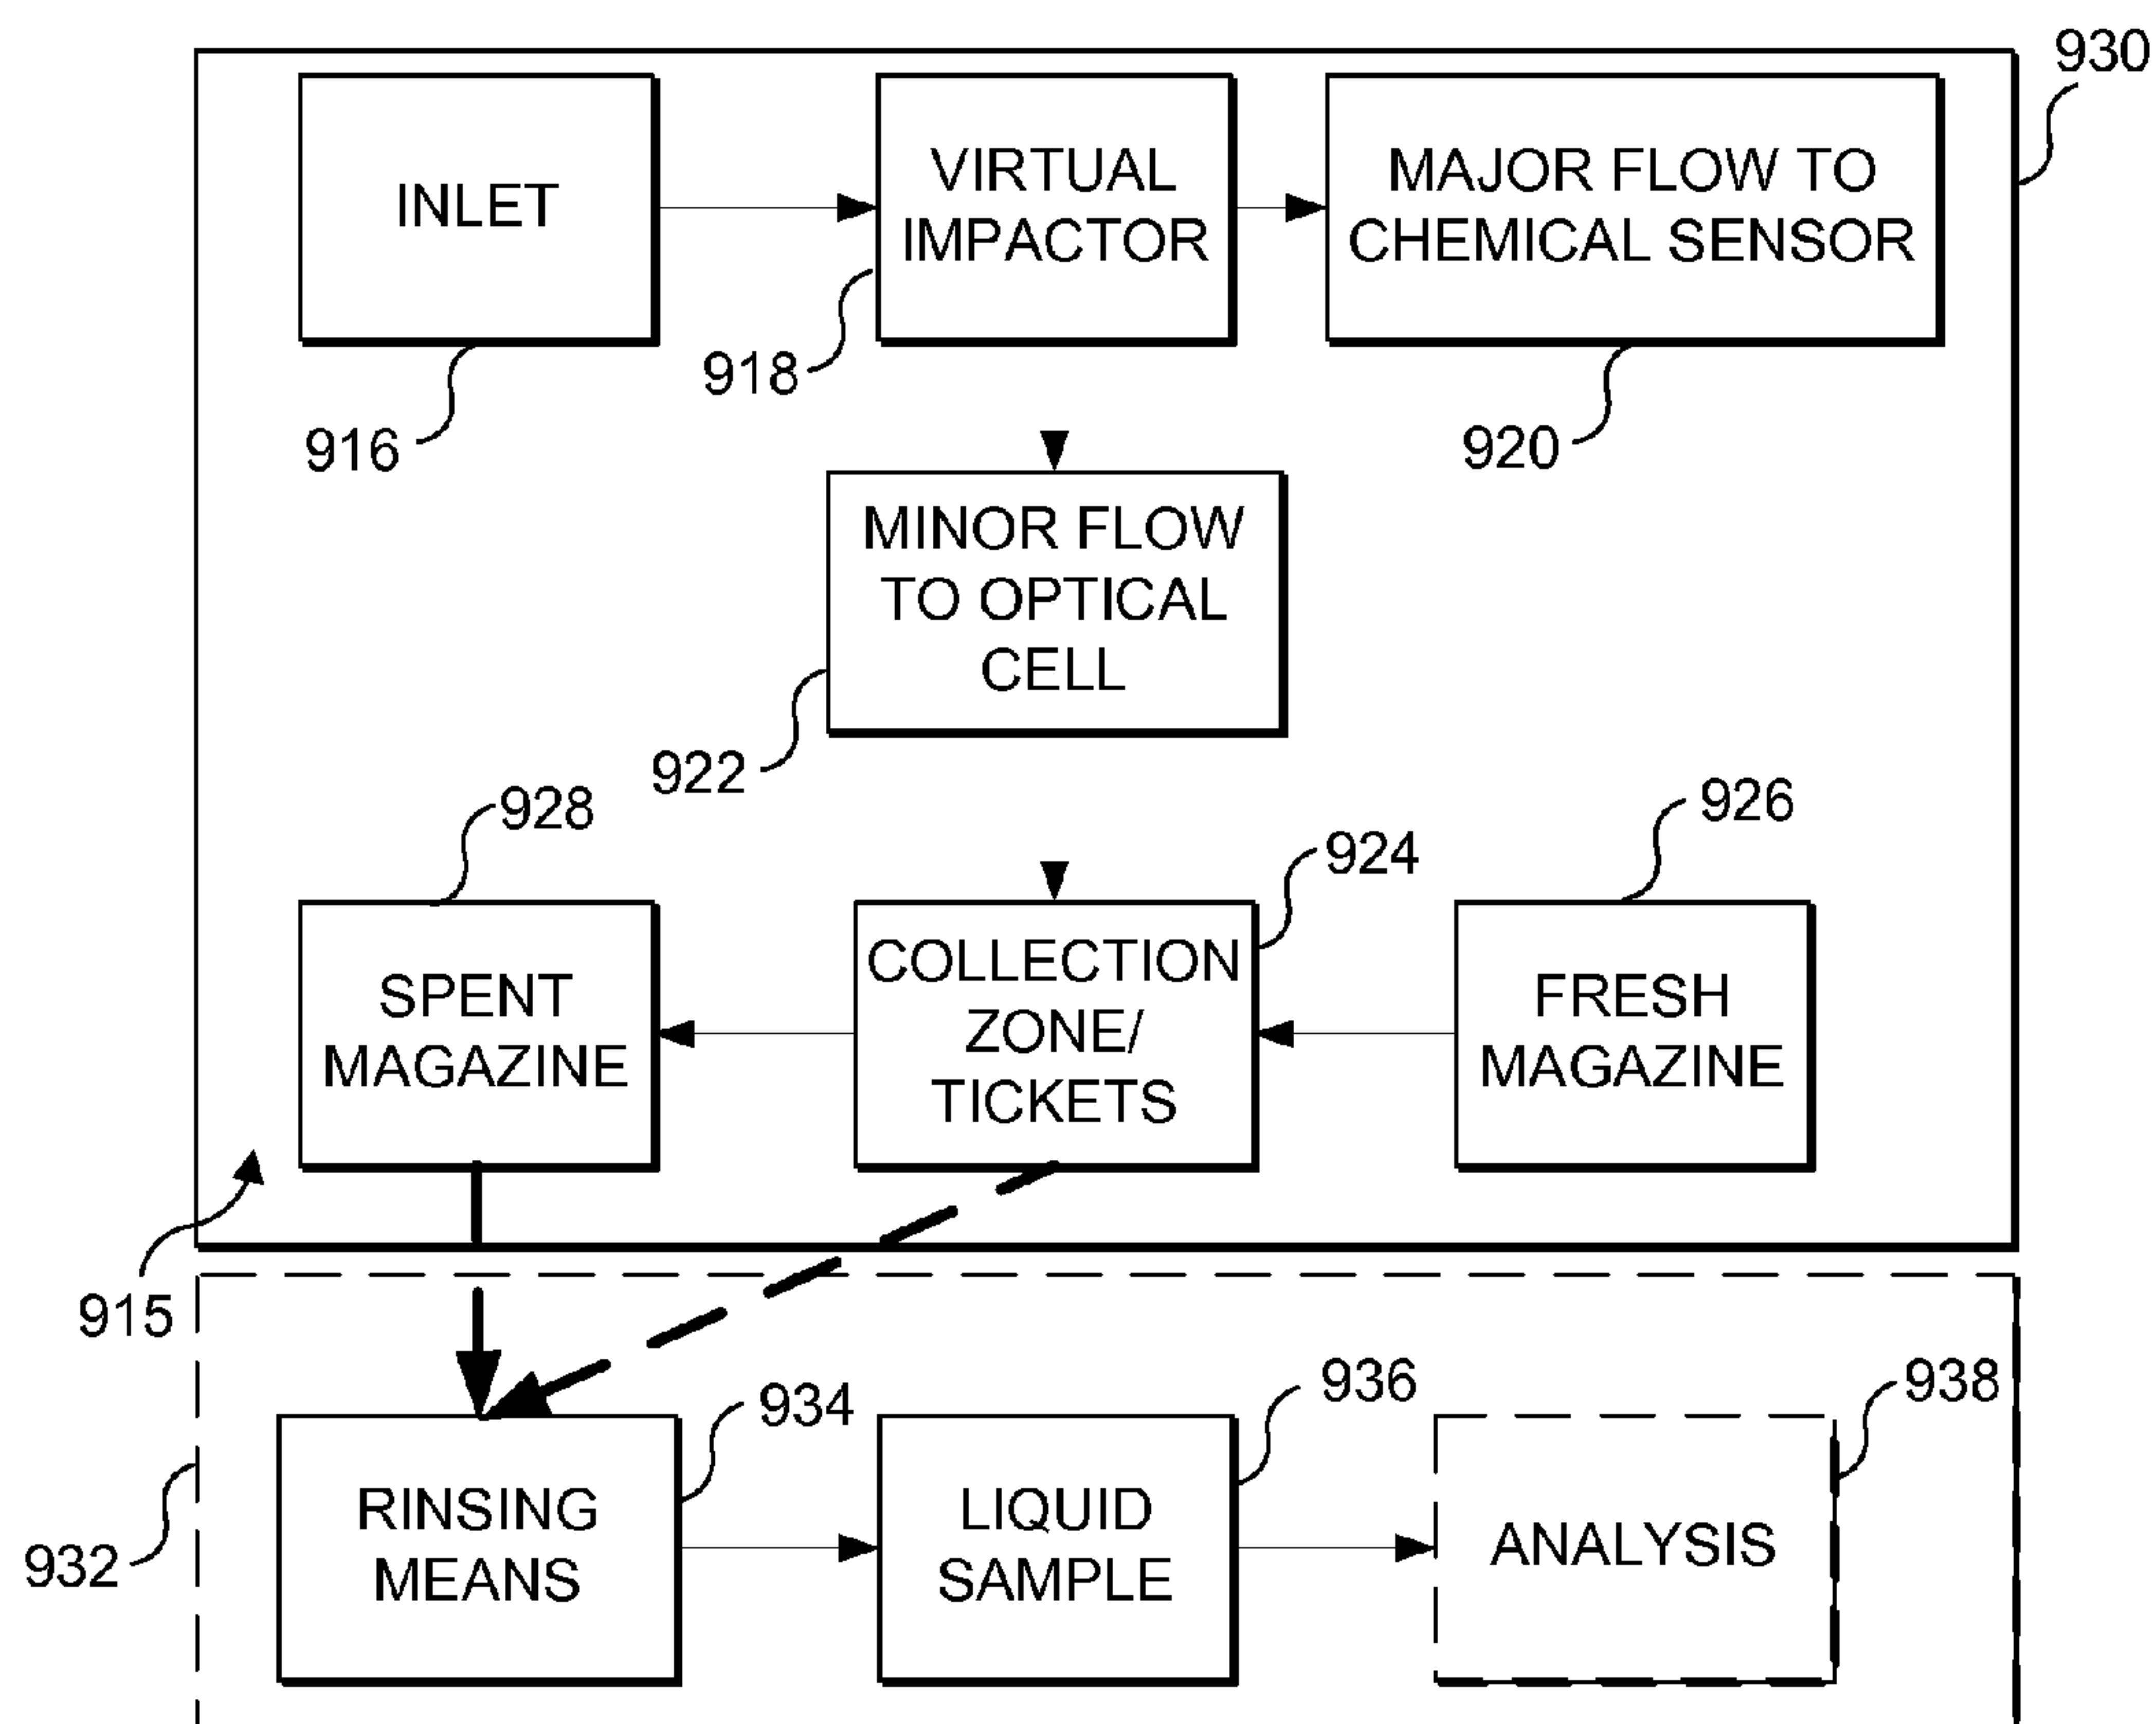 930
INLET
VIRTUAL
IMPACTOR
MAJOR FLOW TO
CHEMICAL SENSOR
918
916
920
MINOR FLOW
TO OPTICAL
CELL
922
928
926
924
SPENT
MAGAZINE
COLLECTION
ZONE/
TICKETS
FRESH
MAGAZINE
915
934
936
938
RINSING
MEANS
LIQUID
SAMPLE
ANALYSIS
932